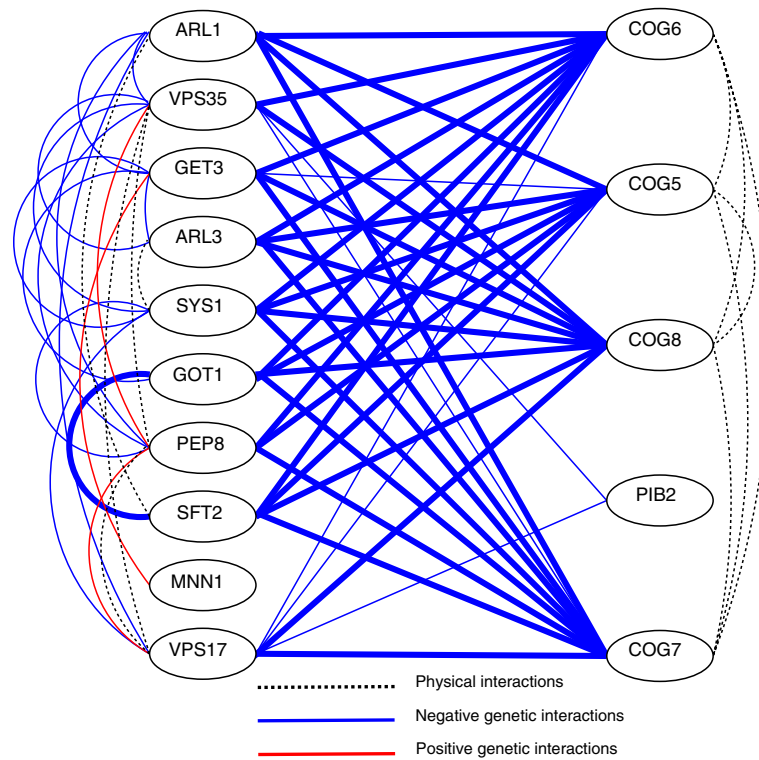 ARL1
VPS35
GET3
ARL3
SYS1
GOT1
PEP8
SFT2
MNN1
VPS17
COG6
COG5
COG8
PIB2
COG7
Physical interactions
Negative genetic interactions
Positive genetic interactions